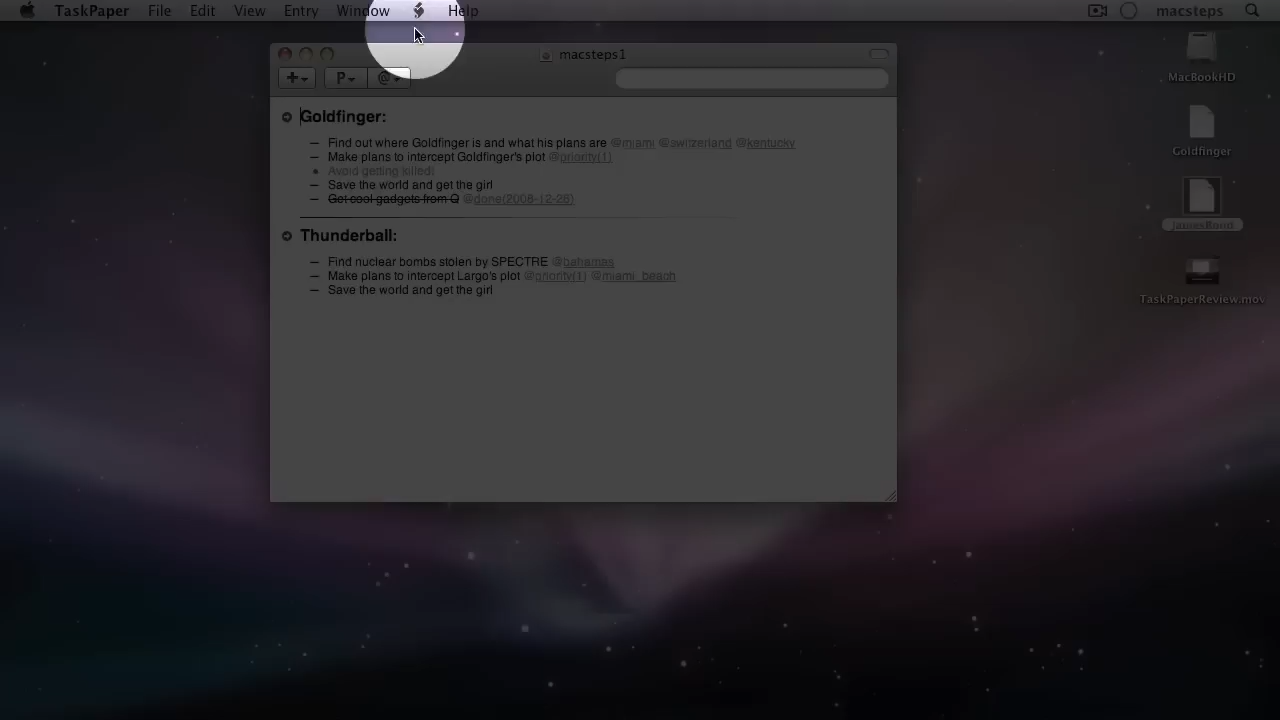 TaskPaper File Edit View Entry Window Help macsteps
macsteps1
P @
Goldfinger:
– Find out where Goldfinger is and what his plans are @miami @switzerland @kentucky
– Make plans to intercept Goldfinger's plot @priority(1)
• Avoid getting killed!
– Save the world and get the girl
– Get cool gadgets from Q @done(2008-12-28)
Thunderball:
– Find nuclear bombs stolen by SPECTRE @bahamas
– Make plans to intercept Largo's plot @priority(1) @miami_beach
– Save the world and get the girl
MacBookHD
Goldfinger
JamesBond
TaskPaperReview.mov